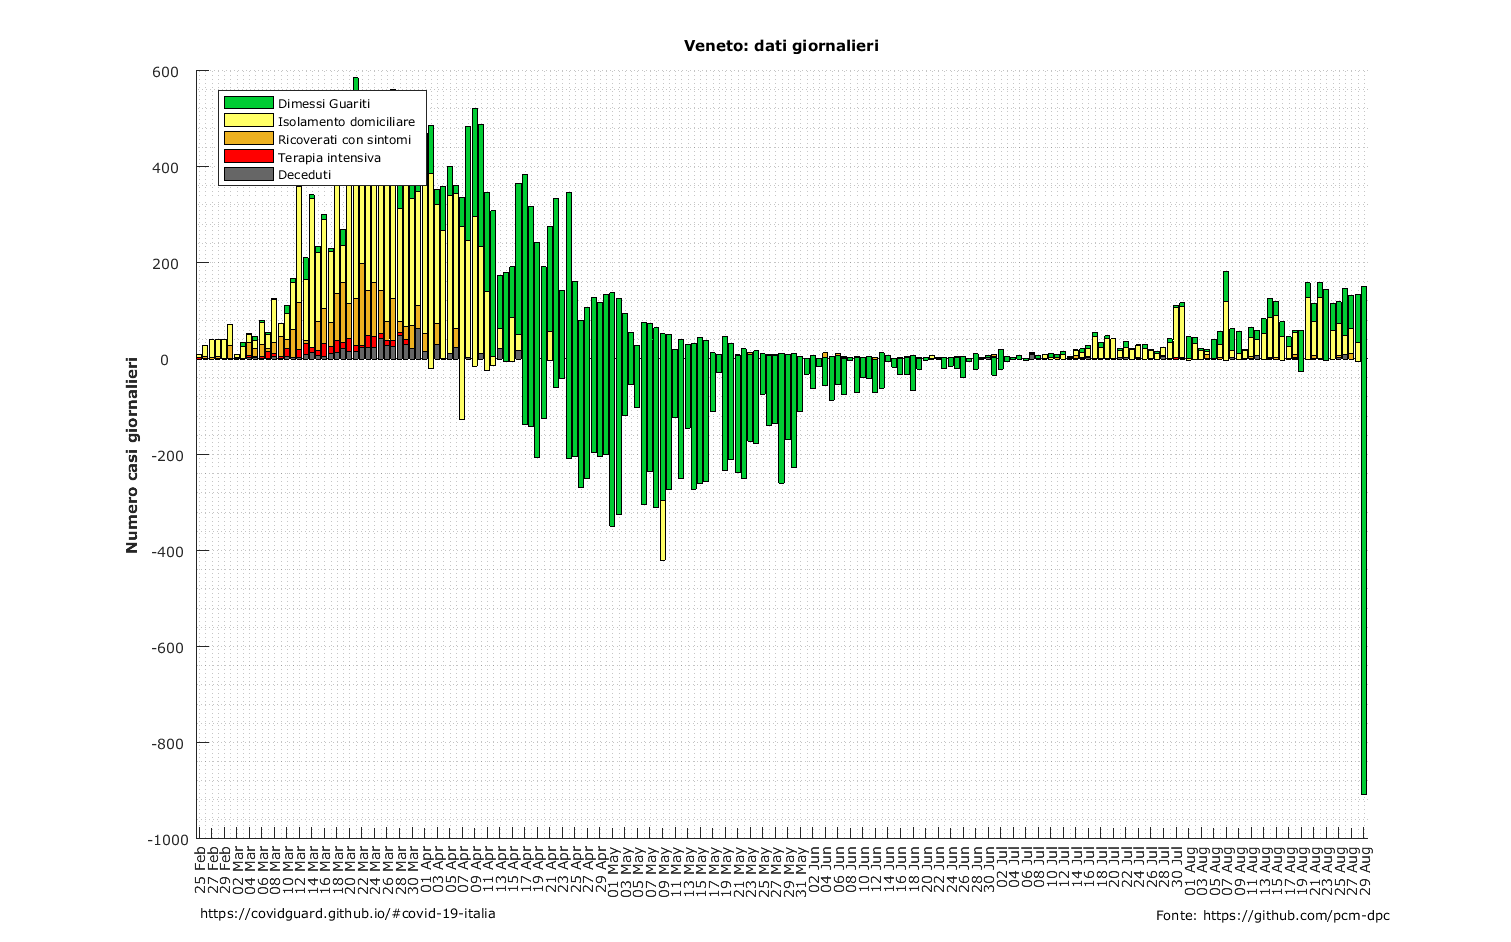 Veneto: dati giornalieri
600
400
200
0
-200
-400
-600
-800
-1000
Numero casi giornalieri
Dimessi Guariti
Isolamento domiciliare
Ricoverati con sintomi
Terapia intensiva
Deceduti
25 Feb
27 Feb
29 Feb
02 Mar
04 Mar
06 Mar
08 Mar
10 Mar
12 Mar
14 Mar
16 Mar
18 Mar
20 Mar
22 Mar
24 Mar
26 Mar
28 Mar
30 Mar
01 Apr
03 Apr
05 Apr
07 Apr
09 Apr
11 Apr
13 Apr
15 Apr
17 Apr
19 Apr
21 Apr
23 Apr
25 Apr
27 Apr
29 Apr
01 May
03 May
05 May
07 May
09 May
11 May
13 May
15 May
17 May
19 May
21 May
23 May
25 May
27 May
29 May
31 May
02 Jun
04 Jun
06 Jun
08 Jun
10 Jun
12 Jun
14 Jun
16 Jun
18 Jun
20 Jun
22 Jun
24 Jun
26 Jun
28 Jun
30 Jun
02 Jul
04 Jul
06 Jul
08 Jul
10 Jul
12 Jul
14 Jul
16 Jul
18 Jul
20 Jul
22 Jul
24 Jul
26 Jul
28 Jul
30 Jul
01 Aug
03 Aug
05 Aug
07 Aug
09 Aug
11 Aug
13 Aug
15 Aug
17 Aug
19 Aug
21 Aug
23 Aug
25 Aug
27 Aug
29 Aug
https://covidguard.github.io/#covid-19-italia
Fonte: https://github.com/pcm-dpc